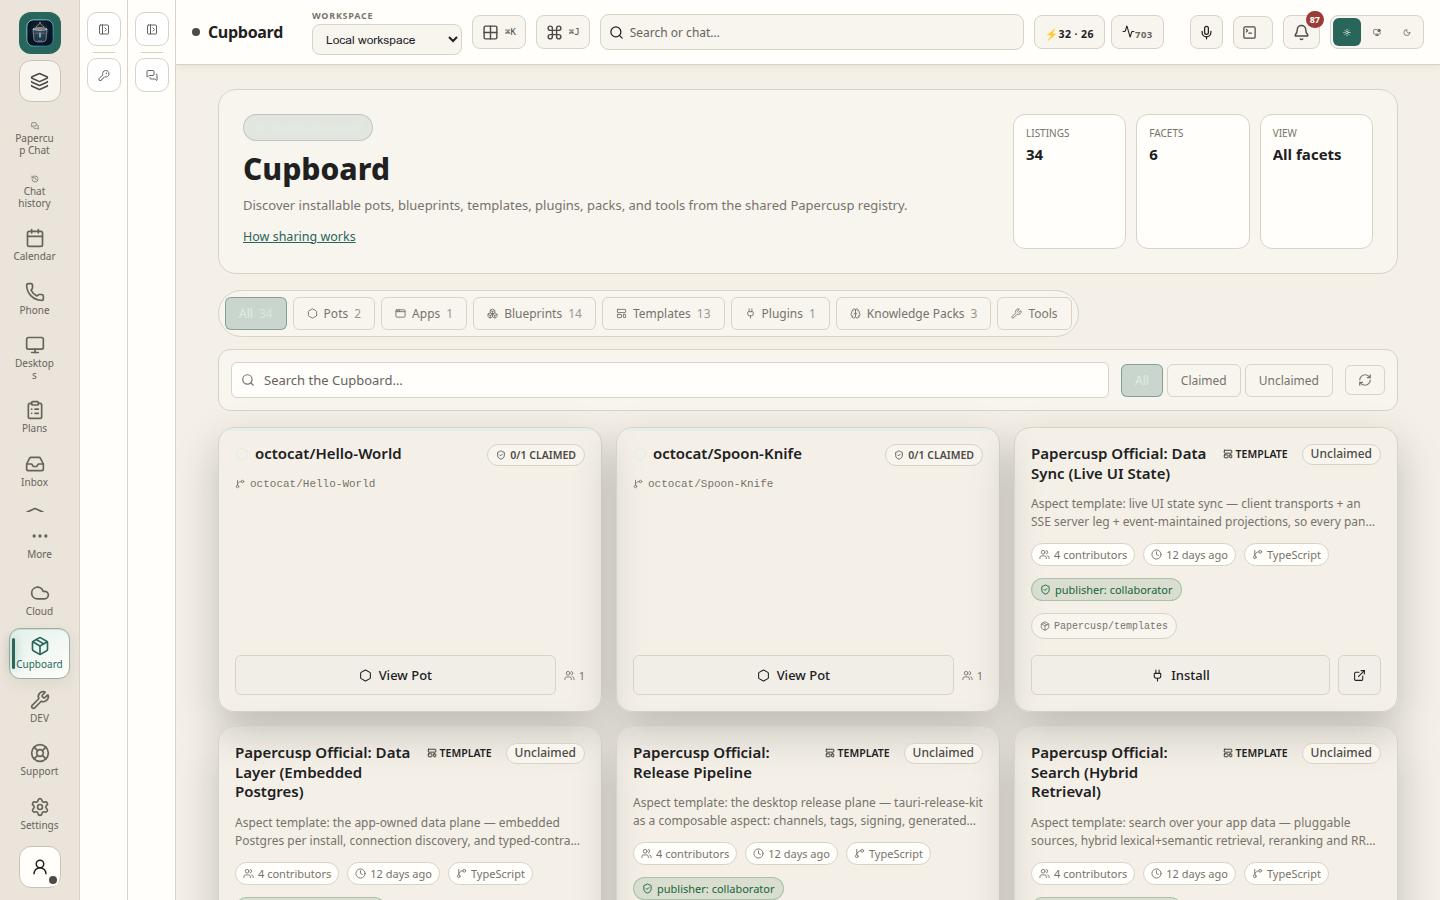 Cupboard
WORKSPACE
Local workspace
⌘K
⌘J
Search or chat...
⚡32 · 26
703
87
Papercu
p Chat
Chat
history
Calendar
Phone
Desktop
s
Plans
Inbox
More
Cloud
Cupboard
DEV
Support
Settings
Cupboard
Discover installable pots, blueprints, templates, plugins, packs, and tools from the shared Papercusp registry.
How sharing works
LISTINGS
34
FACETS
6
VIEW
All facets
All 34
Pots 2
Apps 1
Blueprints 14
Templates 13
Plugins 1
Knowledge Packs 3
Tools
Search the Cupboard...
All
Claimed
Unclaimed
octocat/Hello-World
0/1 CLAIMED
octocat/Hello-World
View Pot
1
octocat/Spoon-Knife
0/1 CLAIMED
octocat/Spoon-Knife
View Pot
1
Papercusp Official: Data
Sync (Live UI State)
TEMPLATE
Unclaimed
Aspect template: live UI state sync — client transports + an
SSE server leg + event-maintained projections, so every pan...
4 contributors
12 days ago
TypeScript
publisher: collaborator
Papercusp/templates
Install
Papercusp Official: Data
Layer (Embedded
Postgres)
TEMPLATE
Unclaimed
Aspect template: the app-owned data plane — embedded
Postgres per install, connection discovery, and typed-contra...
4 contributors
12 days ago
TypeScript
Papercusp Official:
Release Pipeline
TEMPLATE
Unclaimed
Aspect template: the desktop release plane — tauri-release-kit
as a composable aspect: channels, tags, signing, generated...
4 contributors
12 days ago
TypeScript
publisher: collaborator
Papercusp Official:
Search (Hybrid
Retrieval)
TEMPLATE
Unclaimed
Aspect template: search over your app data — pluggable
sources, hybrid lexical+semantic retrieval, reranking and RR...
4 contributors
12 days ago
TypeScript